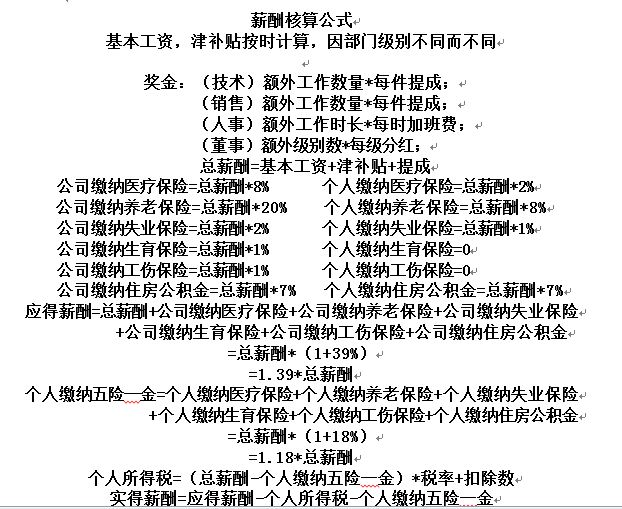 薪酬核算公式
基本工资，津补贴按时计算，因部门级别不同而不同
奖金：（技术）额外工作数量*每件提成；
（销售）额外工作数量*每件提成；
（人事）额外工作时长*每时加班费；
（董事）额外级别数*每级分红；
总薪酬=基本工资+津补贴+提成
公司缴纳医疗保险=总薪酬*8% 个人缴纳医疗保险=总薪酬*2%
公司缴纳养老保险=总薪酬*20% 个人缴纳养老保险=总薪酬*8%
公司缴纳失业保险=总薪酬*2% 个人缴纳失业保险=总薪酬*1%
公司缴纳生育保险=总薪酬*1% 个人缴纳生育保险=0
公司缴纳工伤保险=总薪酬*1% 个人缴纳工伤保险=0
公司缴纳住房公积金=总薪酬*7% 个人缴纳住房公积金=总薪酬*7%
应得薪酬=总薪酬+公司缴纳医疗保险+公司缴纳养老保险+公司缴纳失业保险
+公司缴纳生育保险+公司缴纳工伤保险+公司缴纳住房公积金
=总薪酬*（1+39%）
=1.39*总薪酬
个人缴纳五险一金=个人缴纳医疗保险+个人缴纳养老保险+个人缴纳失业保险
+个人缴纳生育保险+个人缴纳工伤保险+个人缴纳住房公积金
=总薪酬*（1+18%）
=1.18*总薪酬
个人所得税=（总薪酬-个人缴纳五险一金）*税率+扣除数
实得薪酬=应得薪酬-个人所得税-个人缴纳五险一金